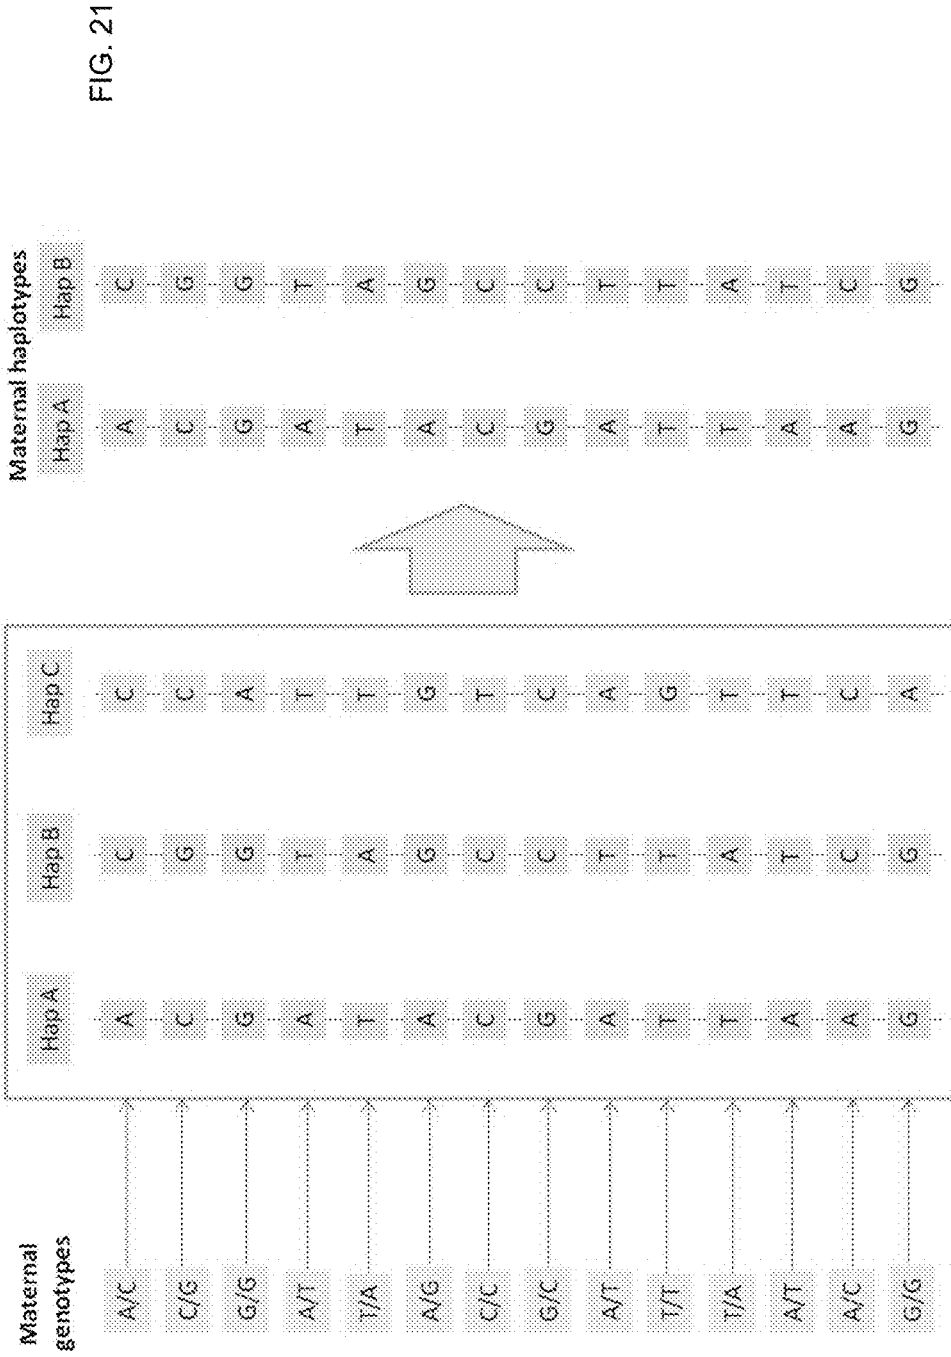 Maternal haplotypes
Maternal genotypes
Hap A Hap B Hap C Hap A Hap B
FIG. 21
A/C A C C A C
C/G C G C C G
G/G G G A G G
A/T A T T A T
T/A T A T T A
A/G A G G A G
C/C C C T C C
G/C G C C G C
A/T A T A A T
T/T T T G T T
T/A T A T T A
A/T A T T A T
A/C A C C A C
G/G G G A G G